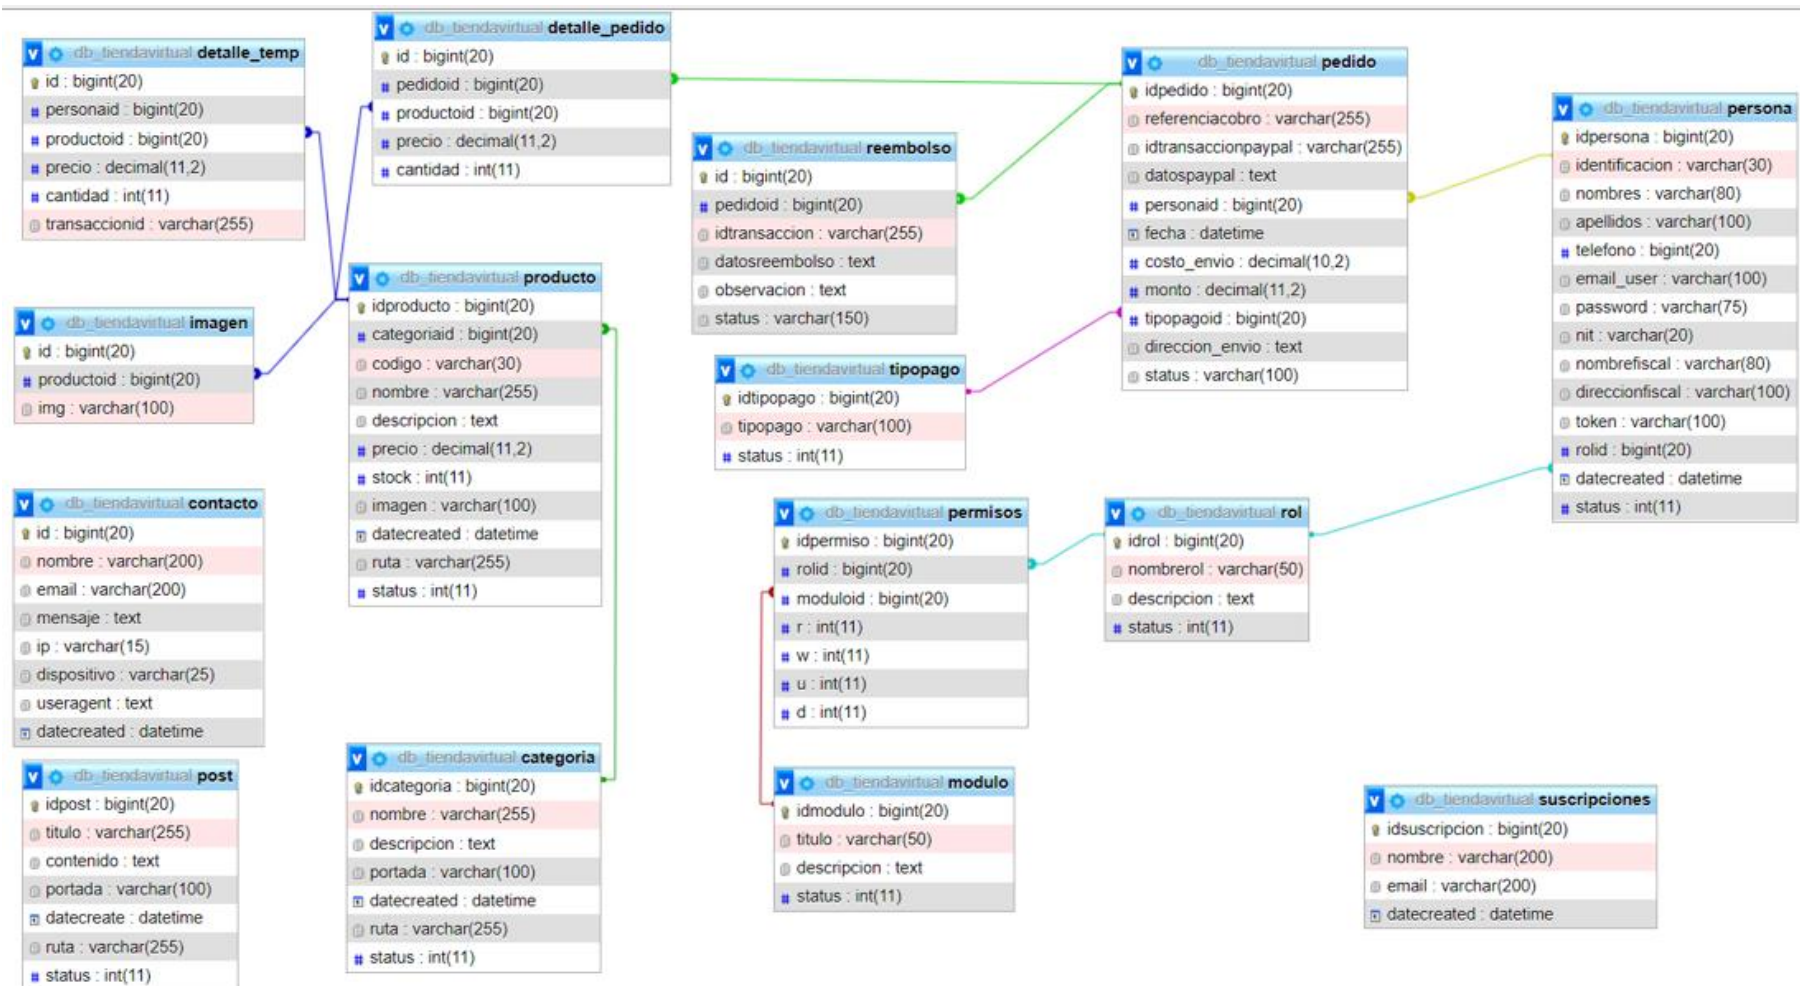 db_tiendavirtual detalle_temp
id : bigint(20)
personaid : bigint(20)
productoid : bigint(20)
precio : decimal(11,2)
cantidad : int(11)
transaccionid : varchar(255)
db_tiendavirtual detalle_pedido
id : bigint(20)
pedidoid : bigint(20)
productoid : bigint(20)
precio : decimal(11,2)
cantidad : int(11)
db_tiendavirtual reembolso
id : bigint(20)
pedidoid : bigint(20)
idtransaccion : varchar(255)
datosreembolso : text
observacion : text
status : varchar(150)
db_tiendavirtual pedido
idpedido : bigint(20)
referenciacobro : varchar(255)
idtransaccionpaypal : varchar(255)
datospaypal : text
personaid : bigint(20)
fecha : datetime
costo_envio : decimal(10,2)
monto : decimal(11,2)
tipopagoid : bigint(20)
direccion_envio : text
status : varchar(100)
db_tiendavirtual persona
idpersona : bigint(20)
identificacion : varchar(30)
nombres : varchar(80)
apellidos : varchar(100)
telefono : bigint(20)
email_user : varchar(100)
password : varchar(75)
nit : varchar(20)
nombrefiscal : varchar(80)
direccionfiscal : varchar(100)
token : varchar(100)
rolid : bigint(20)
datecreated : datetime
status : int(11)
db_tiendavirtual imagen
id : bigint(20)
productoid : bigint(20)
img : varchar(100)
db_tiendavirtual producto
idproducto : bigint(20)
categoriaid : bigint(20)
codigo : varchar(30)
nombre : varchar(255)
descripcion : text
precio : decimal(11,2)
stock : int(11)
imagen : varchar(100)
datecreated : datetime
ruta : varchar(255)
status : int(11)
db_tiendavirtual tipopago
idtipopago : bigint(20)
tipopago : varchar(100)
status : int(11)
db_tiendavirtual contacto
id : bigint(20)
nombre : varchar(200)
email : varchar(200)
mensaje : text
ip : varchar(15)
dispositivo : varchar(25)
useragent : text
datecreated : datetime
db_tiendavirtual permisos
idpermiso : bigint(20)
rolid : bigint(20)
moduloid : bigint(20)
r : int(11)
w : int(11)
u : int(11)
d : int(11)
db_tiendavirtual rol
idrol : bigint(20)
nombrerol : varchar(50)
descripcion : text
status : int(11)
db_tiendavirtual post
idpost : bigint(20)
titulo : varchar(255)
contenido : text
portada : varchar(100)
datecreate : datetime
ruta : varchar(255)
status : int(11)
db_tiendavirtual categoria
idcategoria : bigint(20)
nombre : varchar(255)
descripcion : text
portada : varchar(100)
datecreated : datetime
ruta : varchar(255)
status : int(11)
db_tiendavirtual modulo
idmodulo : bigint(20)
titulo : varchar(50)
descripcion : text
status : int(11)
db_tiendavirtual suscripciones
idsuscripcion : bigint(20)
nombre : varchar(200)
email : varchar(200)
datecreated : datetime